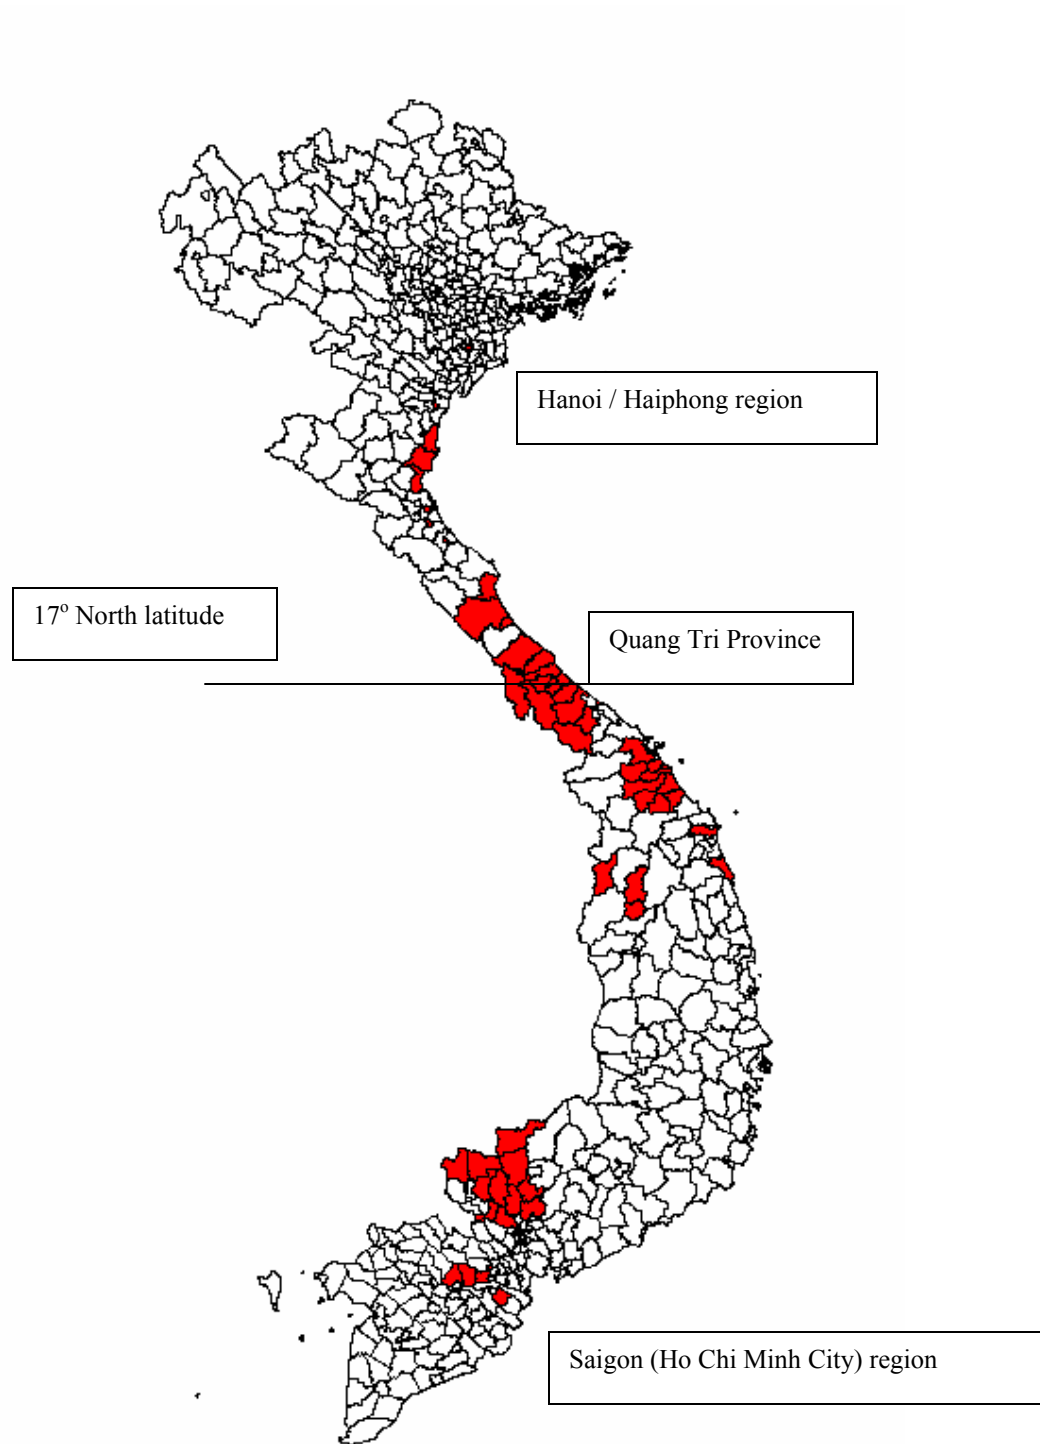 Hanoi / Haiphong region
17º North latitude
Quang Tri Province
Saigon (Ho Chi Minh City) region